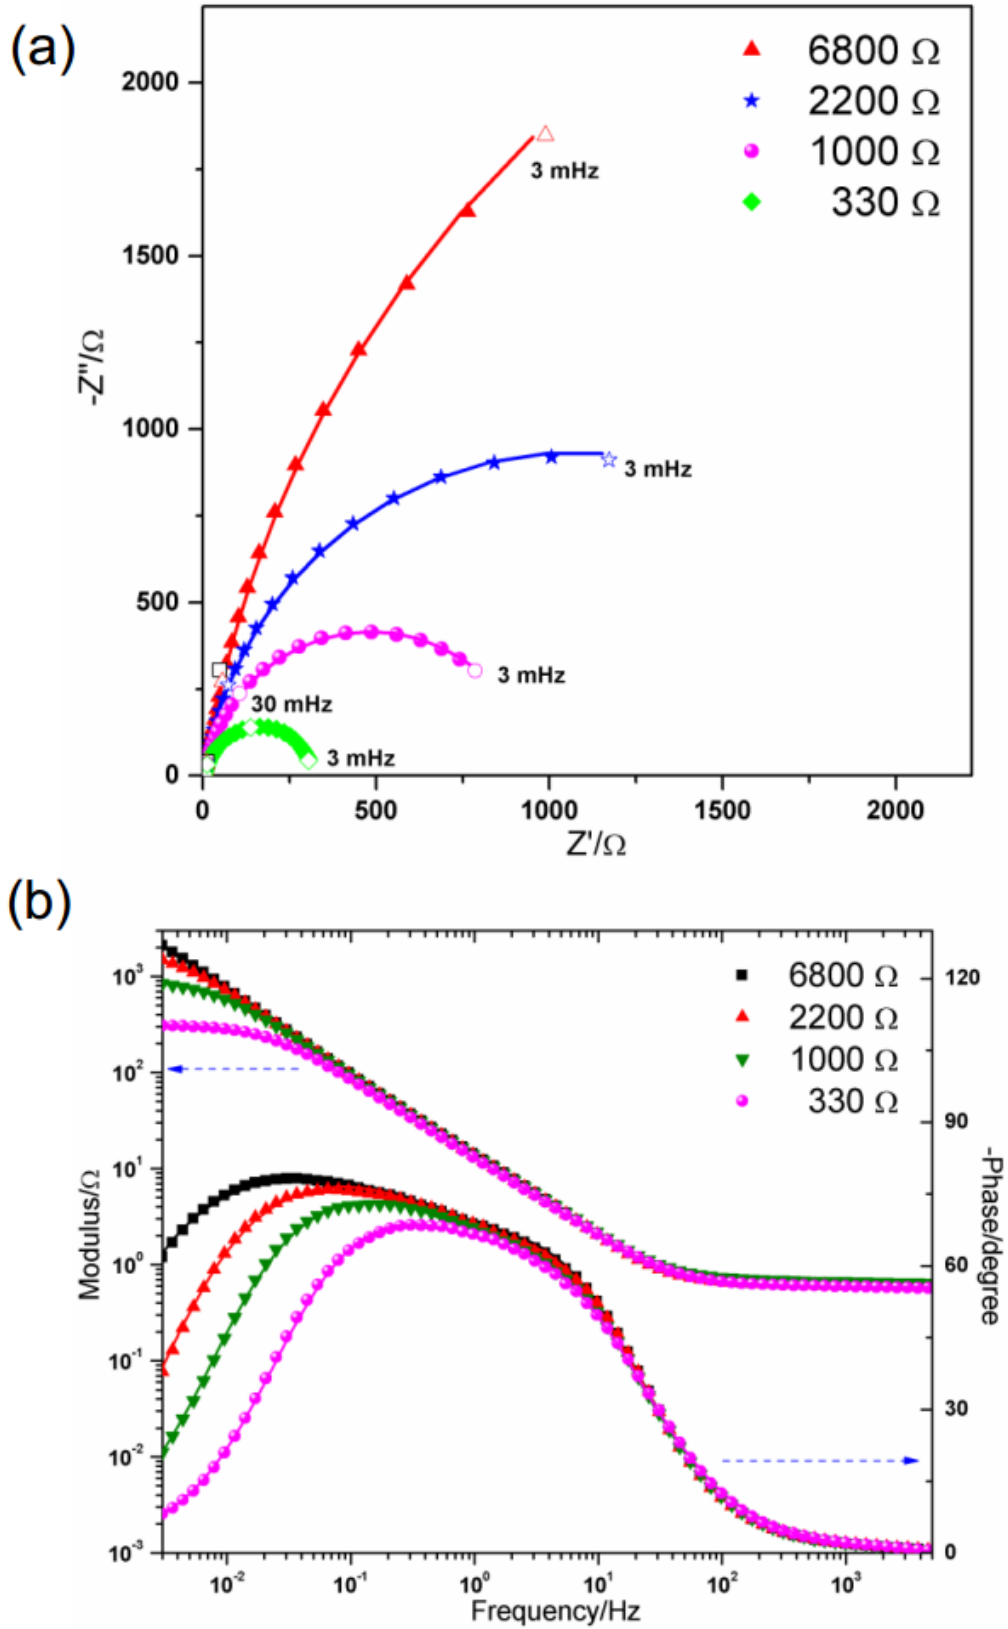 (a)
6800 Ω
2200 Ω
1000 Ω
330 Ω
2000
1500
1000
500
0
-Z''/Ω
3 mHz
3 mHz
3 mHz
30 mHz
3 mHz
0
500
1000
1500
2000
Z'/Ω
(b)
6800 Ω
2200 Ω
1000 Ω
330 Ω
10³
10²
10¹
10⁰
10⁻¹
10⁻²
10⁻³
Modulus/Ω
120
90
60
30
0
-Phase/degree
10⁻²
10⁻¹
10⁰
10¹
10²
10³
Frequency/Hz